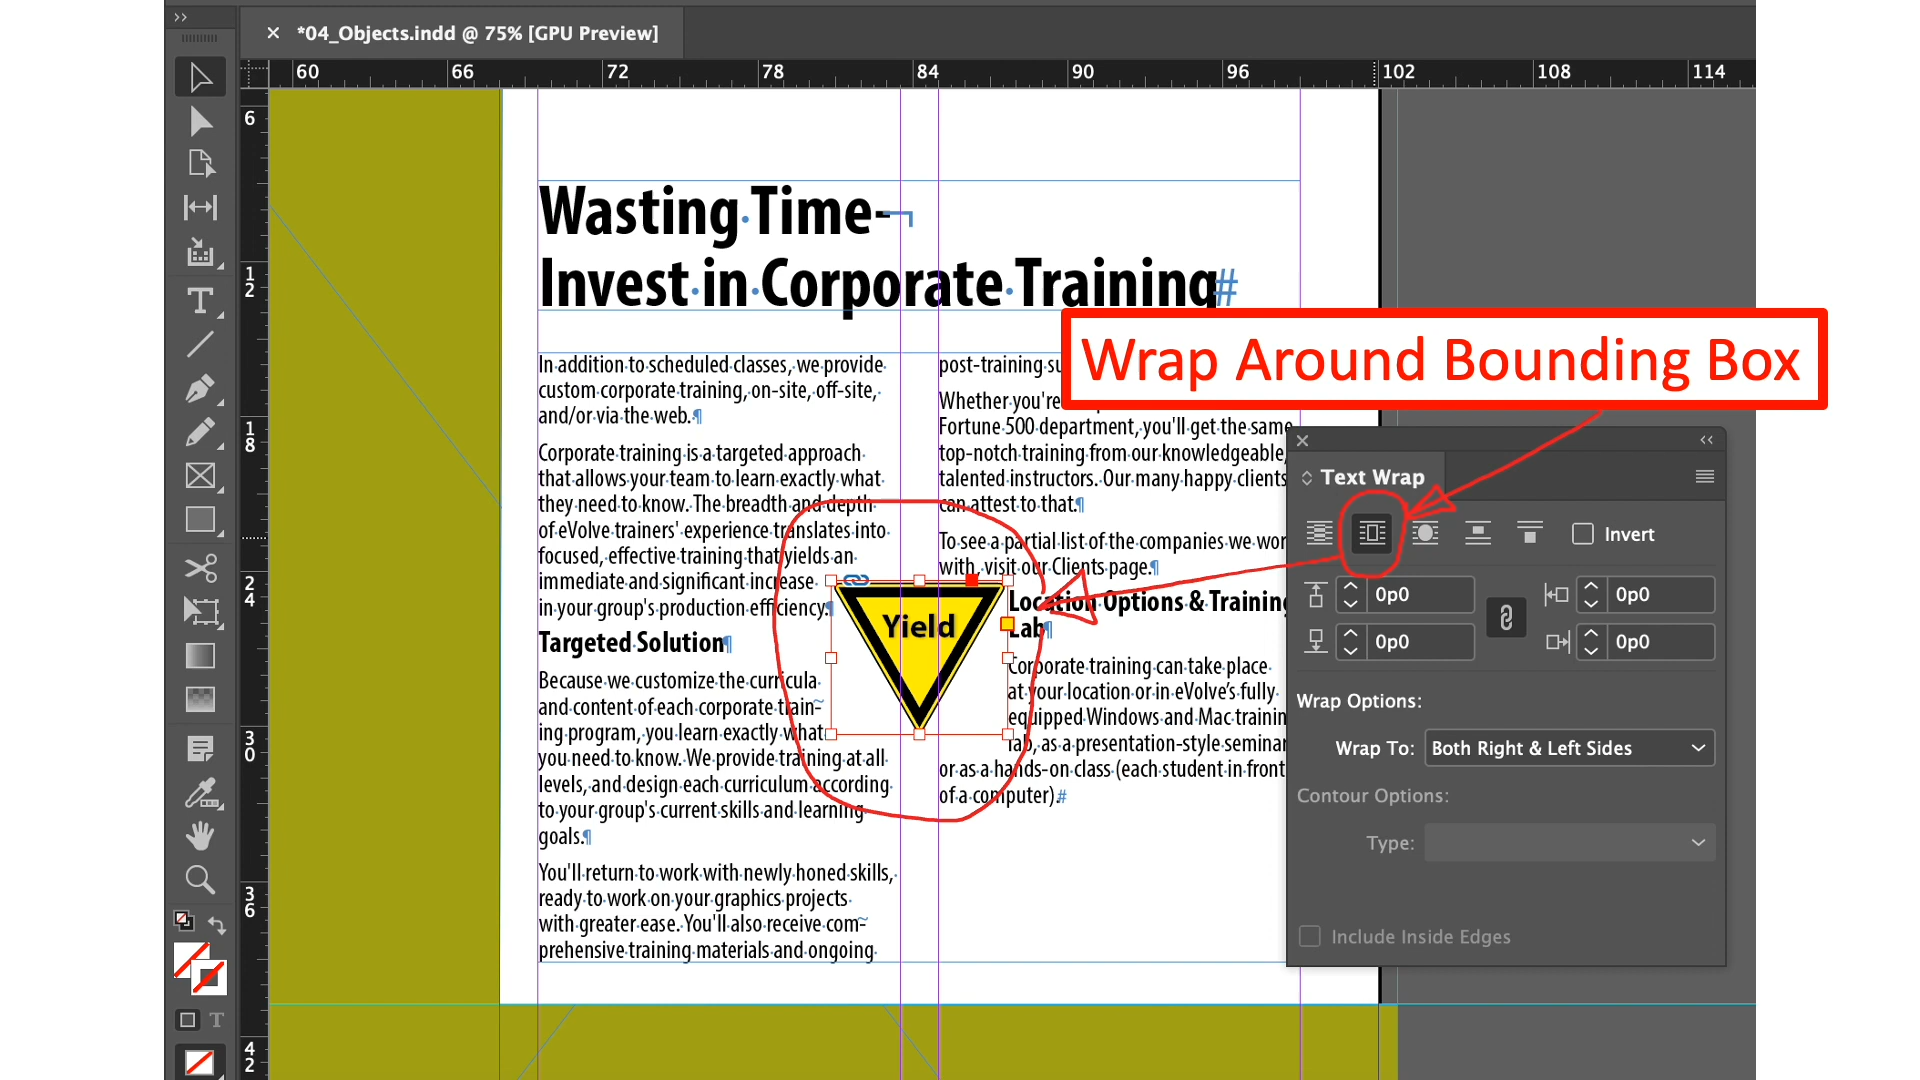 *04_Objects.indd @ 75% [GPU Preview]
60 66 72 78 84 90 96 102 108 114
6
12
18
24
30
36
42
Wasting Time-
Invest in Corporate Training#
Wrap Around Bounding Box
In addition to scheduled classes, we provide
custom corporate training, on-site, off-site,
and/or via the web.¶
Corporate training is a targeted approach
that allows your team to learn exactly what
they need to know. The breadth and depth
of eVolve trainers' experience translates into
focused, effective training that yields an
immediate and significant increase
in your group's production efficiency.¶
Targeted Solution¶
Because we customize the curricula
and content of each corporate train-
ing program, you learn exactly what
you need to know. We provide training at all
levels, and design each curriculum according
to your group's current skills and learning
goals.¶
You'll return to work with newly honed skills,
ready to work on your graphics projects
with greater ease. You'll also receive com-
prehensive training materials and ongoing
post-training
Whether you're
Fortune 500 department, you'll get the same
top-notch training from our knowledgeable,
talented instructors. Our many happy clients
can attest to that.¶
To see a partial list of the companies we
with, visit our Clients page.¶
Location Options & Training
Lab¶
Corporate training can take place
at your location or in eVolve's fully
equipped Windows and Mac
lab, as a presentation-style seminar
or as a hands-on class (each student in front
of a computer).#
Yield
Text Wrap
Invert
0p0 0p0
0p0 0p0
Wrap Options:
Wrap To: Both Right & Left Sides
Contour Options:
Type:
Include Inside Edges